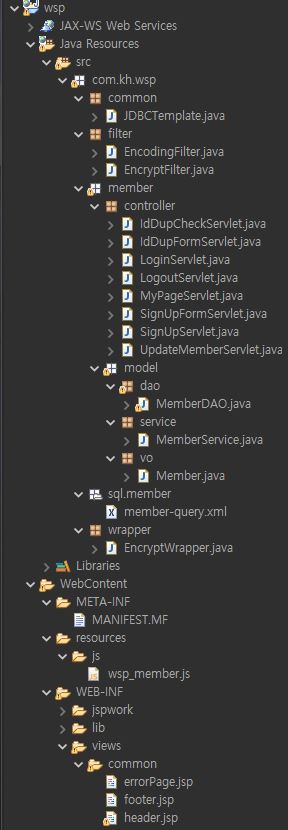 wsp
JAX-WS Web Services
Java Resources
src
com.kh.wsp
common
JDBCTemplate.java
filter
EncodingFilter.java
EncryptFilter.java
member
controller
IdDupCheckServlet.java
IdDupFormServlet.java
LoginServlet.java
LogoutServlet.java
MyPageServlet.java
SignUpFormServlet.java
SignUpServlet.java
UpdateMemberServlet.java
model
dao
MemberDAO.java
service
MemberService.java
vo
Member.java
sql.member
member-query.xml
wrapper
EncryptWrapper.java
Libraries
WebContent
META-INF
MANIFEST.MF
resources
js
wsp_member.js
WEB-INF
jspwork
lib
views
common
errorPage.jsp
footer.jsp
header.jsp